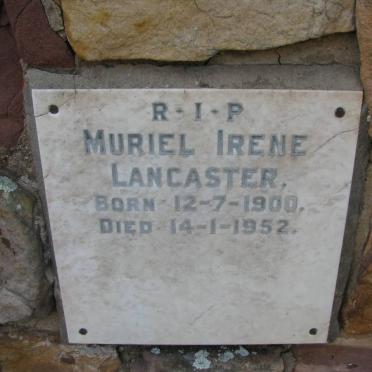 R·I·P
MURIEL IRENE
LANCASTER.
BORN 12-7-1900.
DIED 14-1-1952.